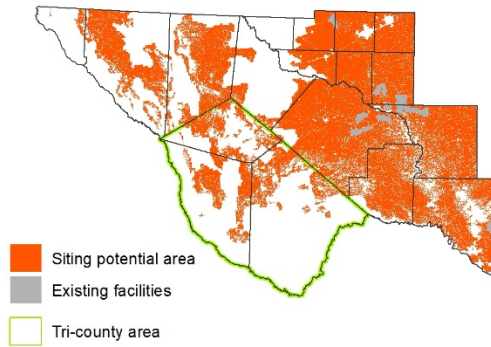 Siting potential area
Existing facilities
Tri-county area